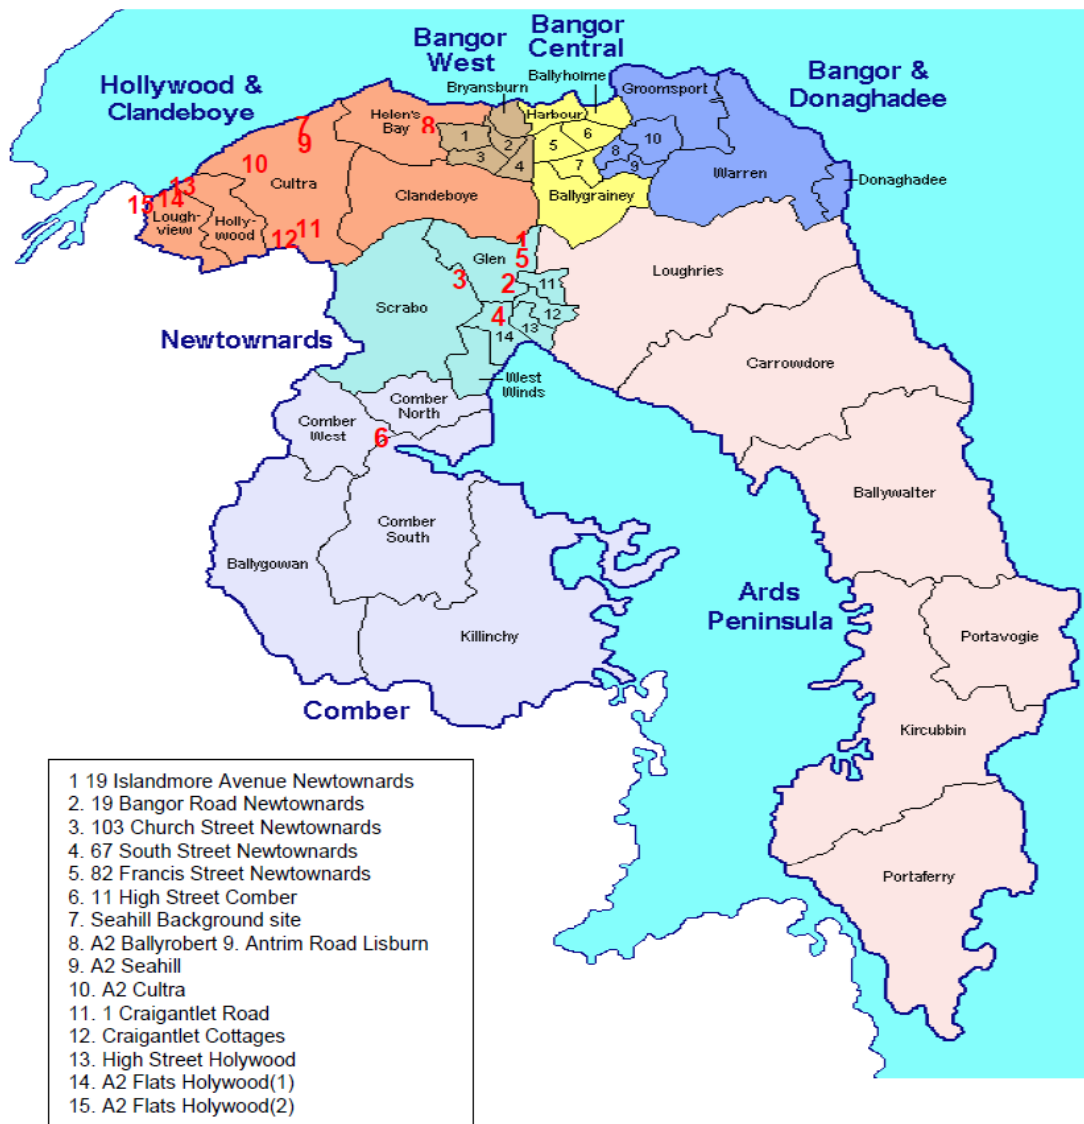 Bangor
Central
Bangor
West
Ballyholme
Bryansburn
Groomsport
Bangor &
Donaghadee
Hollywood &
Clandeboye
Helen's
Bay
8
Harbour
7
9
1
2
3
4
5
6
7
8
9
10
10
Cultra
Warren
Donaghadee
Clandeboye
Ballygrainey
13
14
15
Lough-
view
Holly-
wood
12
11
1
5
Glen
3
2
11
Loughries
Scrabo
4
12
13
14
Newtownards
West
Winds
Carrowdore
Comber
North
Comber
West
6
Ballywalter
Comber
South
Ballygowan
Ards
Peninsula
Killinchy
Portavogie
Comber
Kircubbin
Portaferry
1 19 Islandmore Avenue Newtownards
2. 19 Bangor Road Newtownards
3. 103 Church Street Newtownards
4. 67 South Street Newtownards
5. 82 Francis Street Newtownards
6. 11 High Street Comber
7. Seahill Background site
8. A2 Ballyrobert 9. Antrim Road Lisburn
9. A2 Seahill
10. A2 Cultra
11. 1 Craigantlet Road
12. Craigantlet Cottages
13. High Street Holywood
14. A2 Flats Holywood(1)
15. A2 Flats Holywood(2)